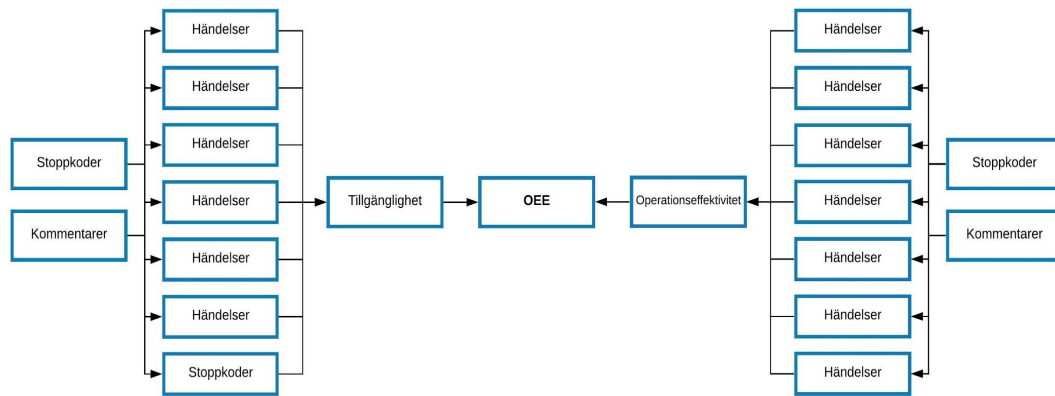 Händelser
Händelser
Händelser
Händelser
Händelser
Händelser
Stoppkoder
Stoppkoder
Kommentarer
Tillgänglighet
OEE
Operationseffektivitet
Händelser
Händelser
Händelser
Händelser
Händelser
Händelser
Händelser
Stoppkoder
Kommentarer